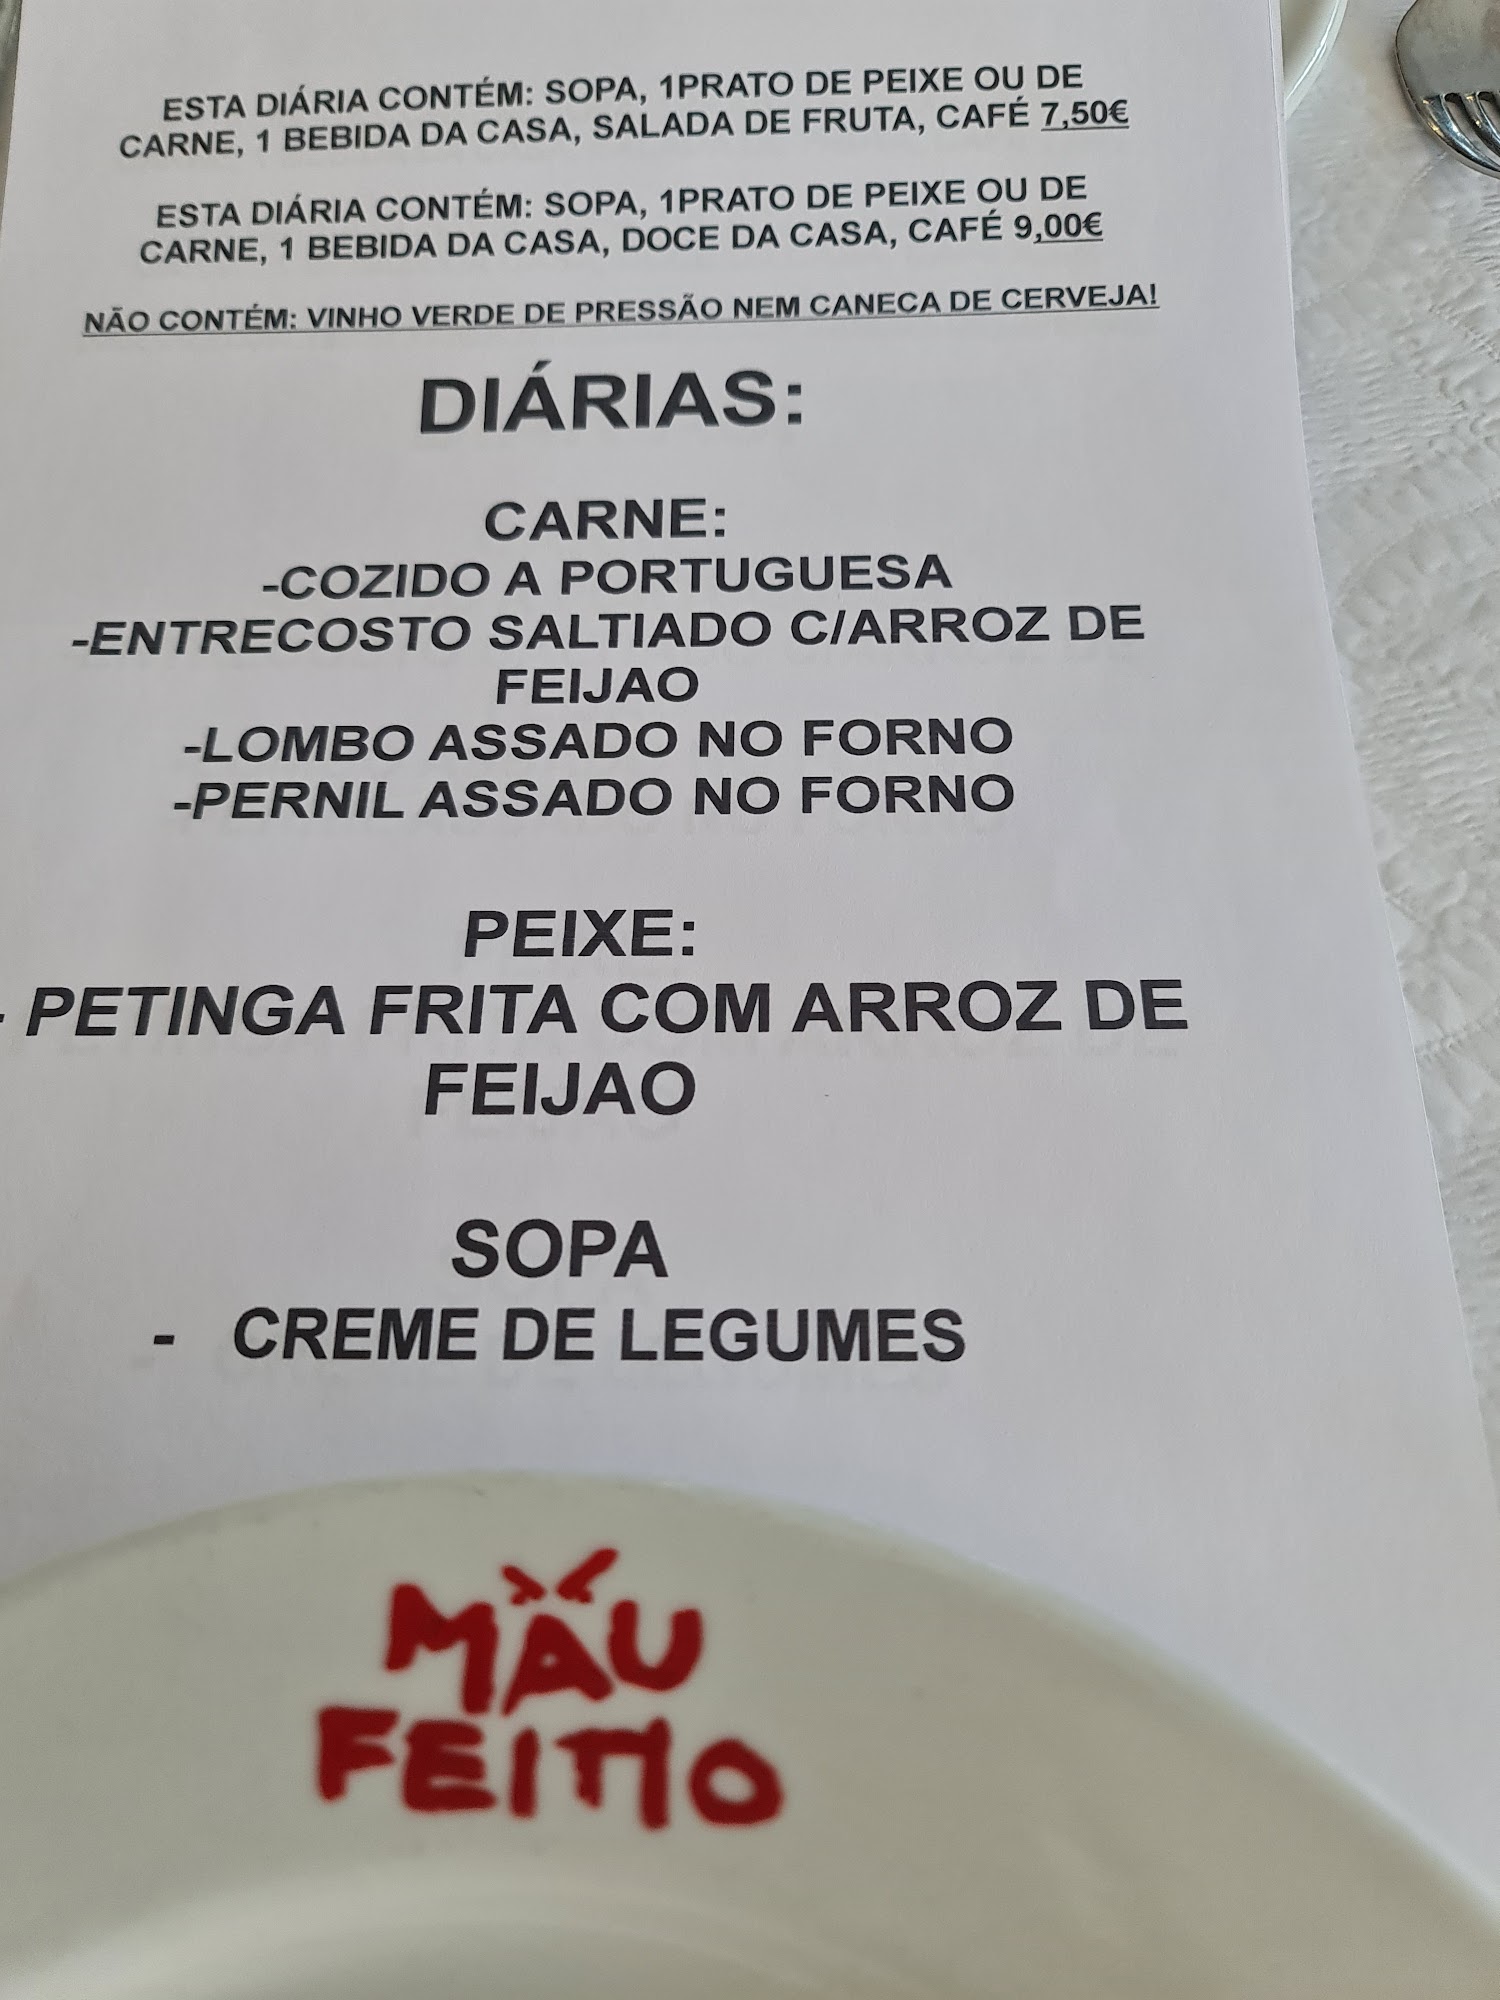 ESTA DIÁRIA CONTÉM: SOPA, 1PRATO DE PEIXE OU DE
CARNE, 1 BEBIDA DA CASA, SALADA DE FRUTA, CAFÉ 7,50€
ESTA DIÁRIA CONTÉM: SOPA, 1PRATO DE PEIXE OU DE
CARNE, 1 BEBIDA DA CASA, DOCE DA CASA, CAFÉ 9,00€
NÃO CONTÉM: VINHO VERDE DE PRESSÃO NEM CANECA DE CERVEJA!
DIÁRIAS:
CARNE:
-COZIDO A PORTUGUESA
-ENTRECOSTO SALTIADO C/ARROZ DE
FEIJAO
-LOMBO ASSADO NO FORNO
-PERNIL ASSADO NO FORNO
PEIXE:
- PETINGA FRITA COM ARROZ DE
FEIJAO
SOPA
- CREME DE LEGUMES
MAU
FEITIO